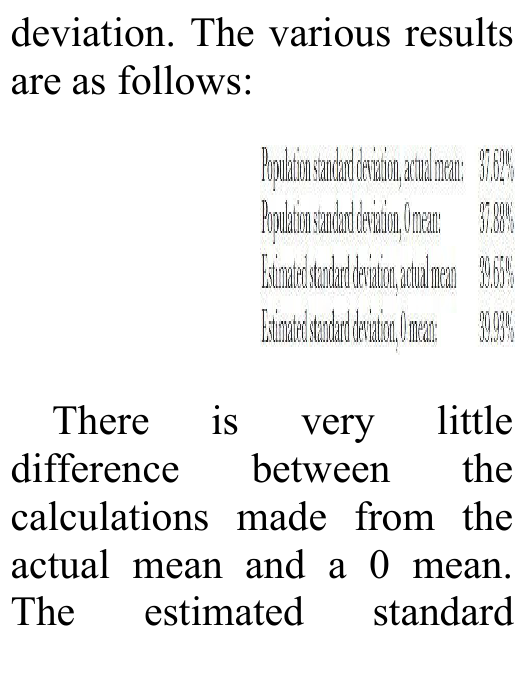 deviation. The various results
are as follows:
Population standard deviation, actual mean: 37.62%
Population standard deviation, 0 mean: 37.88%
Estimated standard deviation, actual mean 39.65%
Estimated standard deviation, 0 mean: 39.93%
There is very little
difference between the
calculations made from the
actual mean and a 0 mean.
The estimated standard